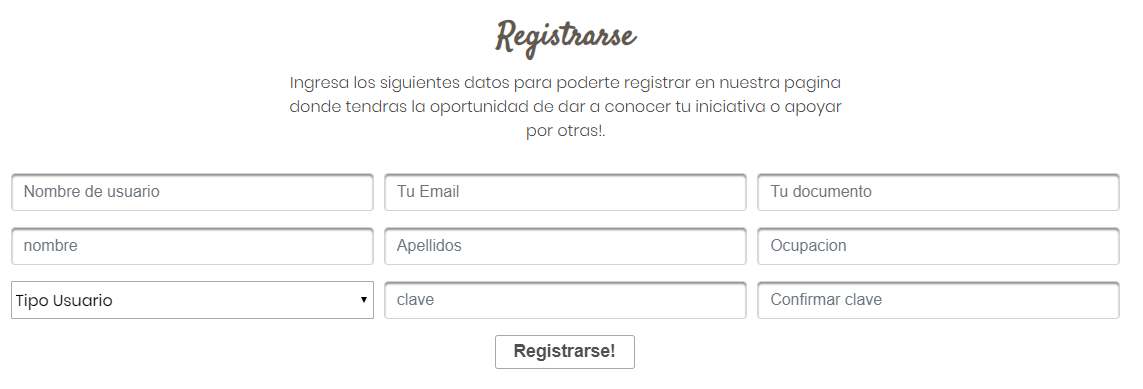 Registrarse
Ingresa los siguientes datos para poderte registrar en nuestra pagina
donde tendras la oportunidad de dar a conocer tu iniciativa o apoyar
por otras!.
Nombre de usuario
Tu Email
Tu documento
nombre
Apellidos
Ocupacion
Tipo Usuario
clave
Confirmar clave
Registrarse!